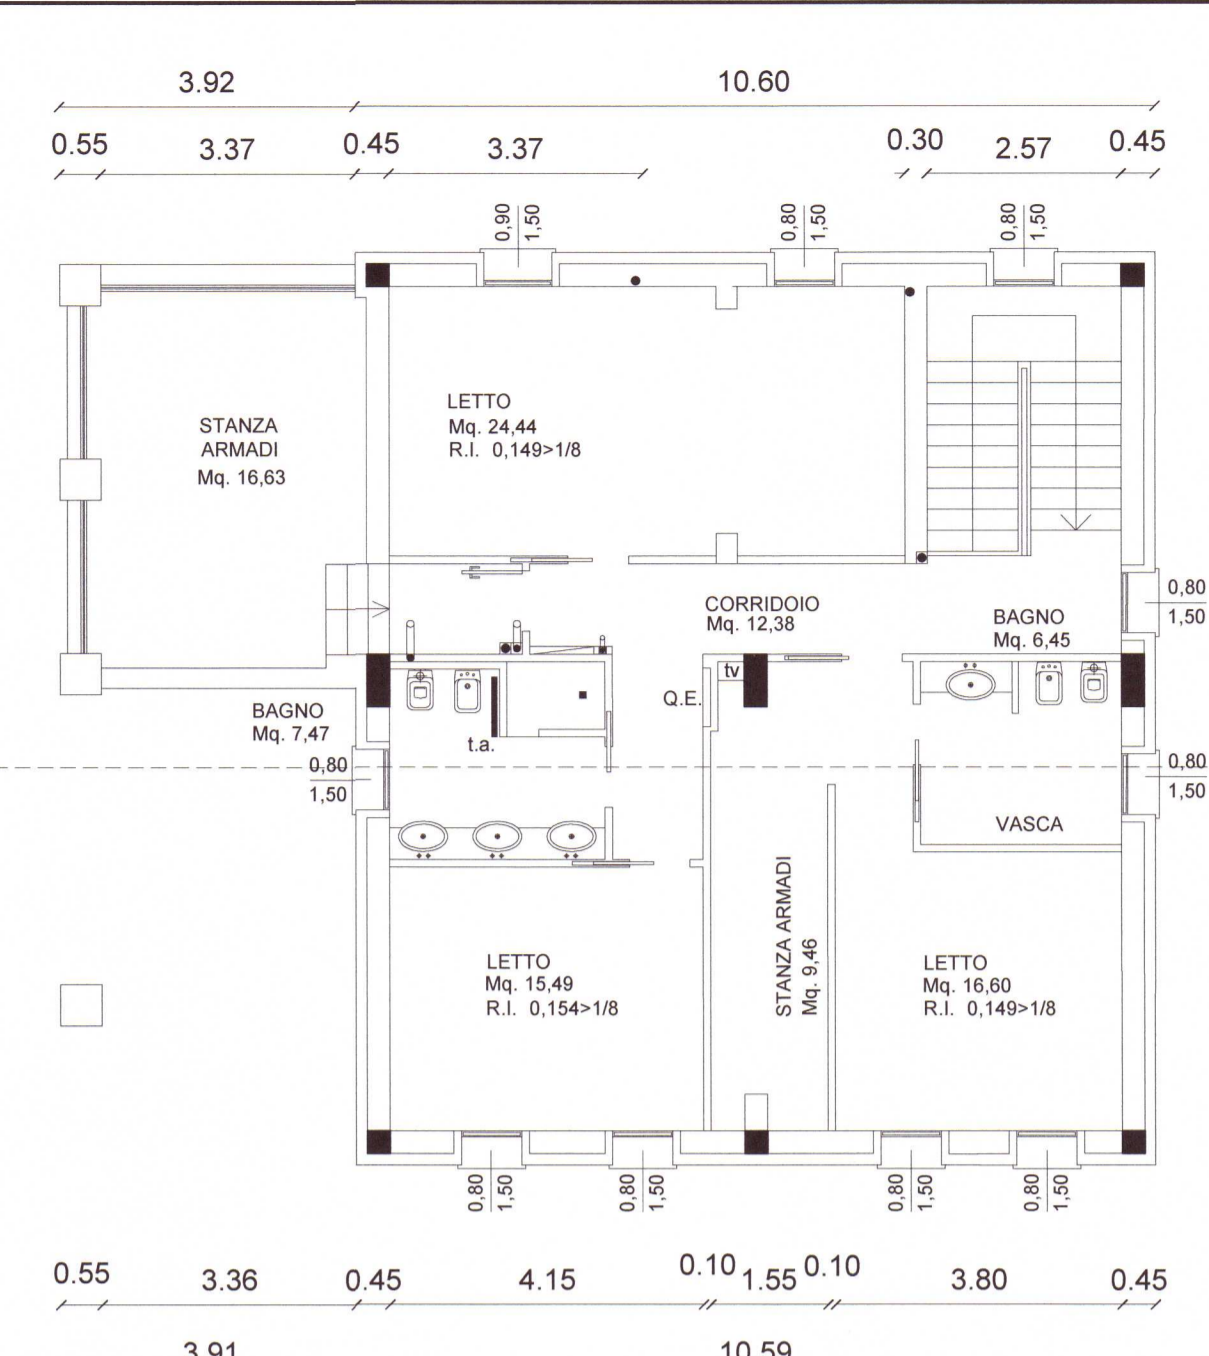 3.92
10.60
0.55
3.37
0.45
3.37
0.30
2.57
0.45
0,90
1,50
0,80
1,50
0,80
1,50
STANZA
ARMADI
Mq. 16,63
LETTO
Mq. 24,44
R.I. 0,149>1/8
CORRIDOIO
Mq. 12,38
BAGNO
Mq. 6,45
0,80
1,50
tv
Q.E.
BAGNO
Mq. 7,47
t.a.
0,80
1,50
0,80
1,50
VASCA
STANZA ARMADI
Mq. 9,46
LETTO
Mq. 15,49
R.I. 0,154>1/8
LETTO
Mq. 16,60
R.I. 0,149>1/8
0,80
1,50
0,80
1,50
0,80
1,50
0,80
1,50
0.55
3.36
0.45
4.15
0.10
1.55
0.10
3.80
0.45
3.91
10.59